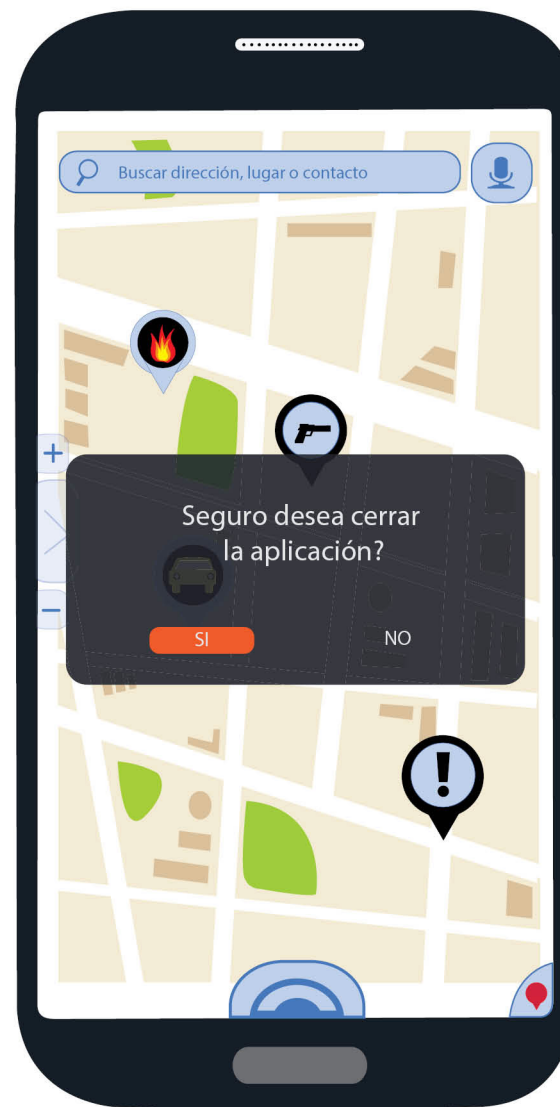 Buscar dirección, lugar o contacto
+
Seguro desea cerrar
la aplicación?
−
SI NO
!